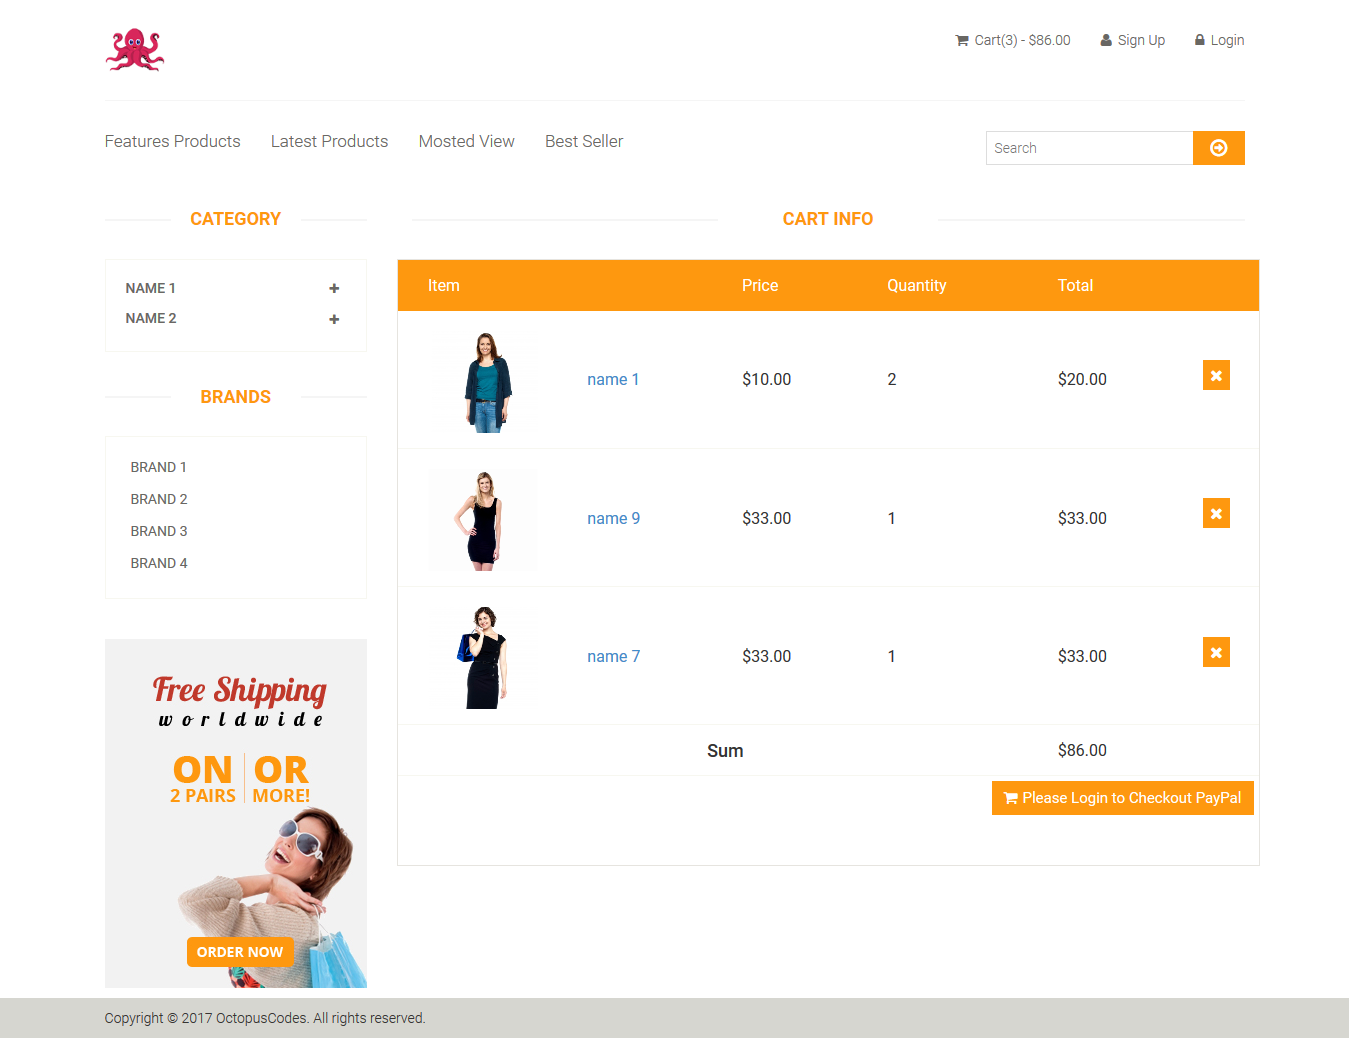 Cart(3) - $86.00 Sign Up Login
Features Products Latest Products Mosted View Best Seller
Search
CATEGORY
NAME 1
NAME 2
BRANDS
BRAND 1
BRAND 2
BRAND 3
BRAND 4
Free Shipping
worldwide
ON OR
2 PAIRS MORE!
ORDER NOW
CART INFO
Item Price Quantity Total
name 1 $10.00 2 $20.00
name 9 $33.00 1 $33.00
name 7 $33.00 1 $33.00
Sum $86.00
Please Login to Checkout PayPal
Copyright © 2017 OctopusCodes. All rights reserved.